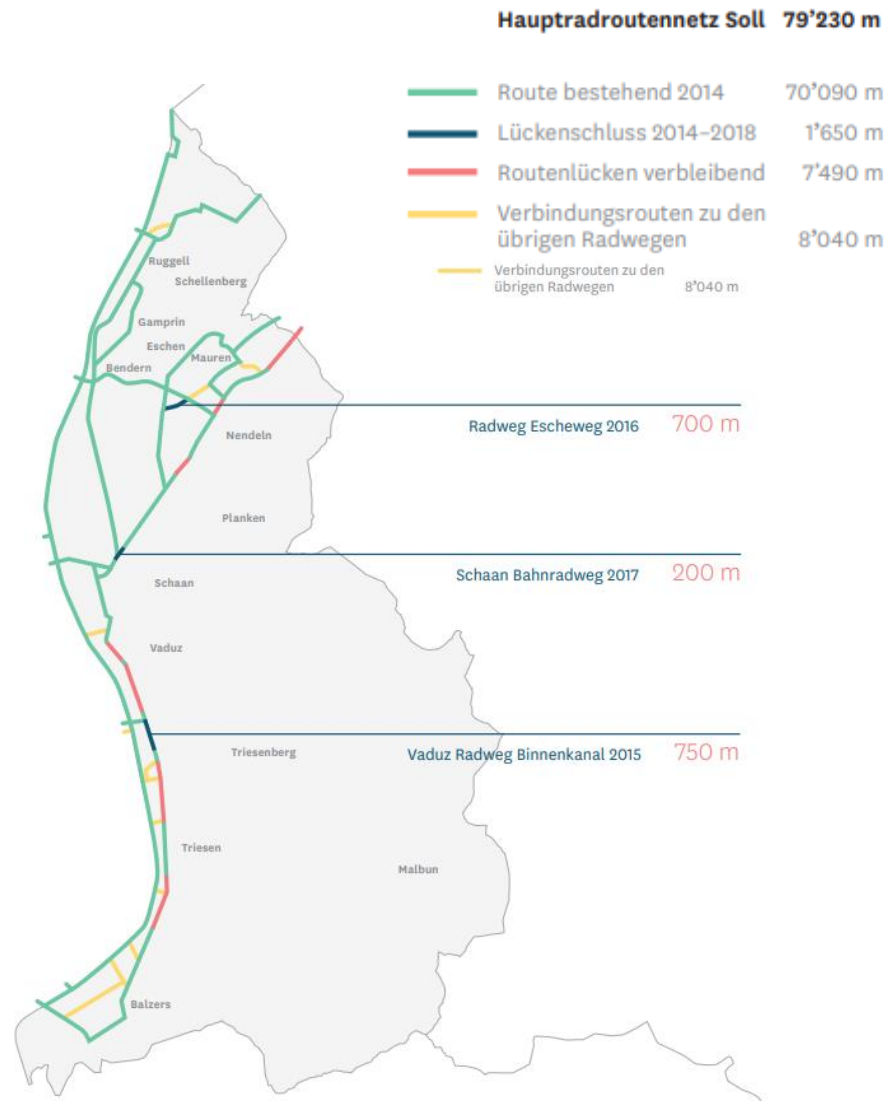 Hauptradroutennetz Soll 79’230 m
Route bestehend 2014 70’090 m
Lückenschluss 2014–2018 1’650 m
Routenlücken verbleibend 7’490 m
Verbindungsrouten zu den
übrigen Radwegen 8’040 m
Verbindungsrouten zu den
übrigen Radwegen 8’040 m
Ruggell
Schellenberg
Gamprin
Eschen
Mauren
Bendern
Radweg Escheweg 2016 700 m
Nendeln
Planken
Schaan Bahnradweg 2017 200 m
Schaan
Vaduz
Vaduz Radweg Binnenkanal 2015 750 m
Triesenberg
Triesen
Malbun
Balzers